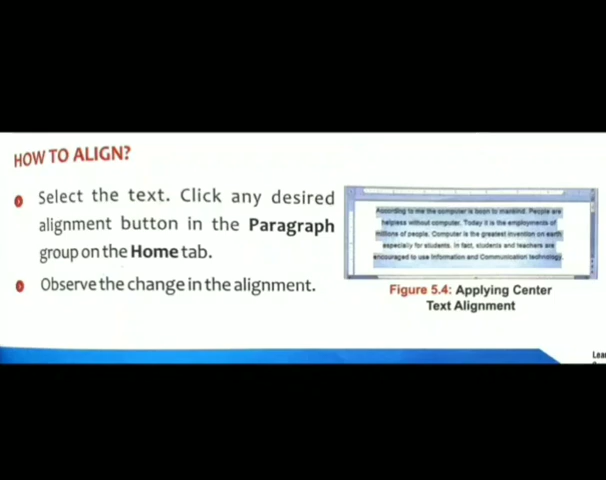 HOW TO ALIGN?
Select the text. Click any desired
alignment button in the Paragraph
group on the Home tab.
Observe the change in the alignment.
According to me the computer is boon to mankind. People are
helpless without computer. Today it is the employments of
millions of people. Computer is the greatest invention on earth
especially for students. In fact, students and teachers are
encouraged to use Information and Communication technology.
Figure 5.4: Applying Center
Text Alignment